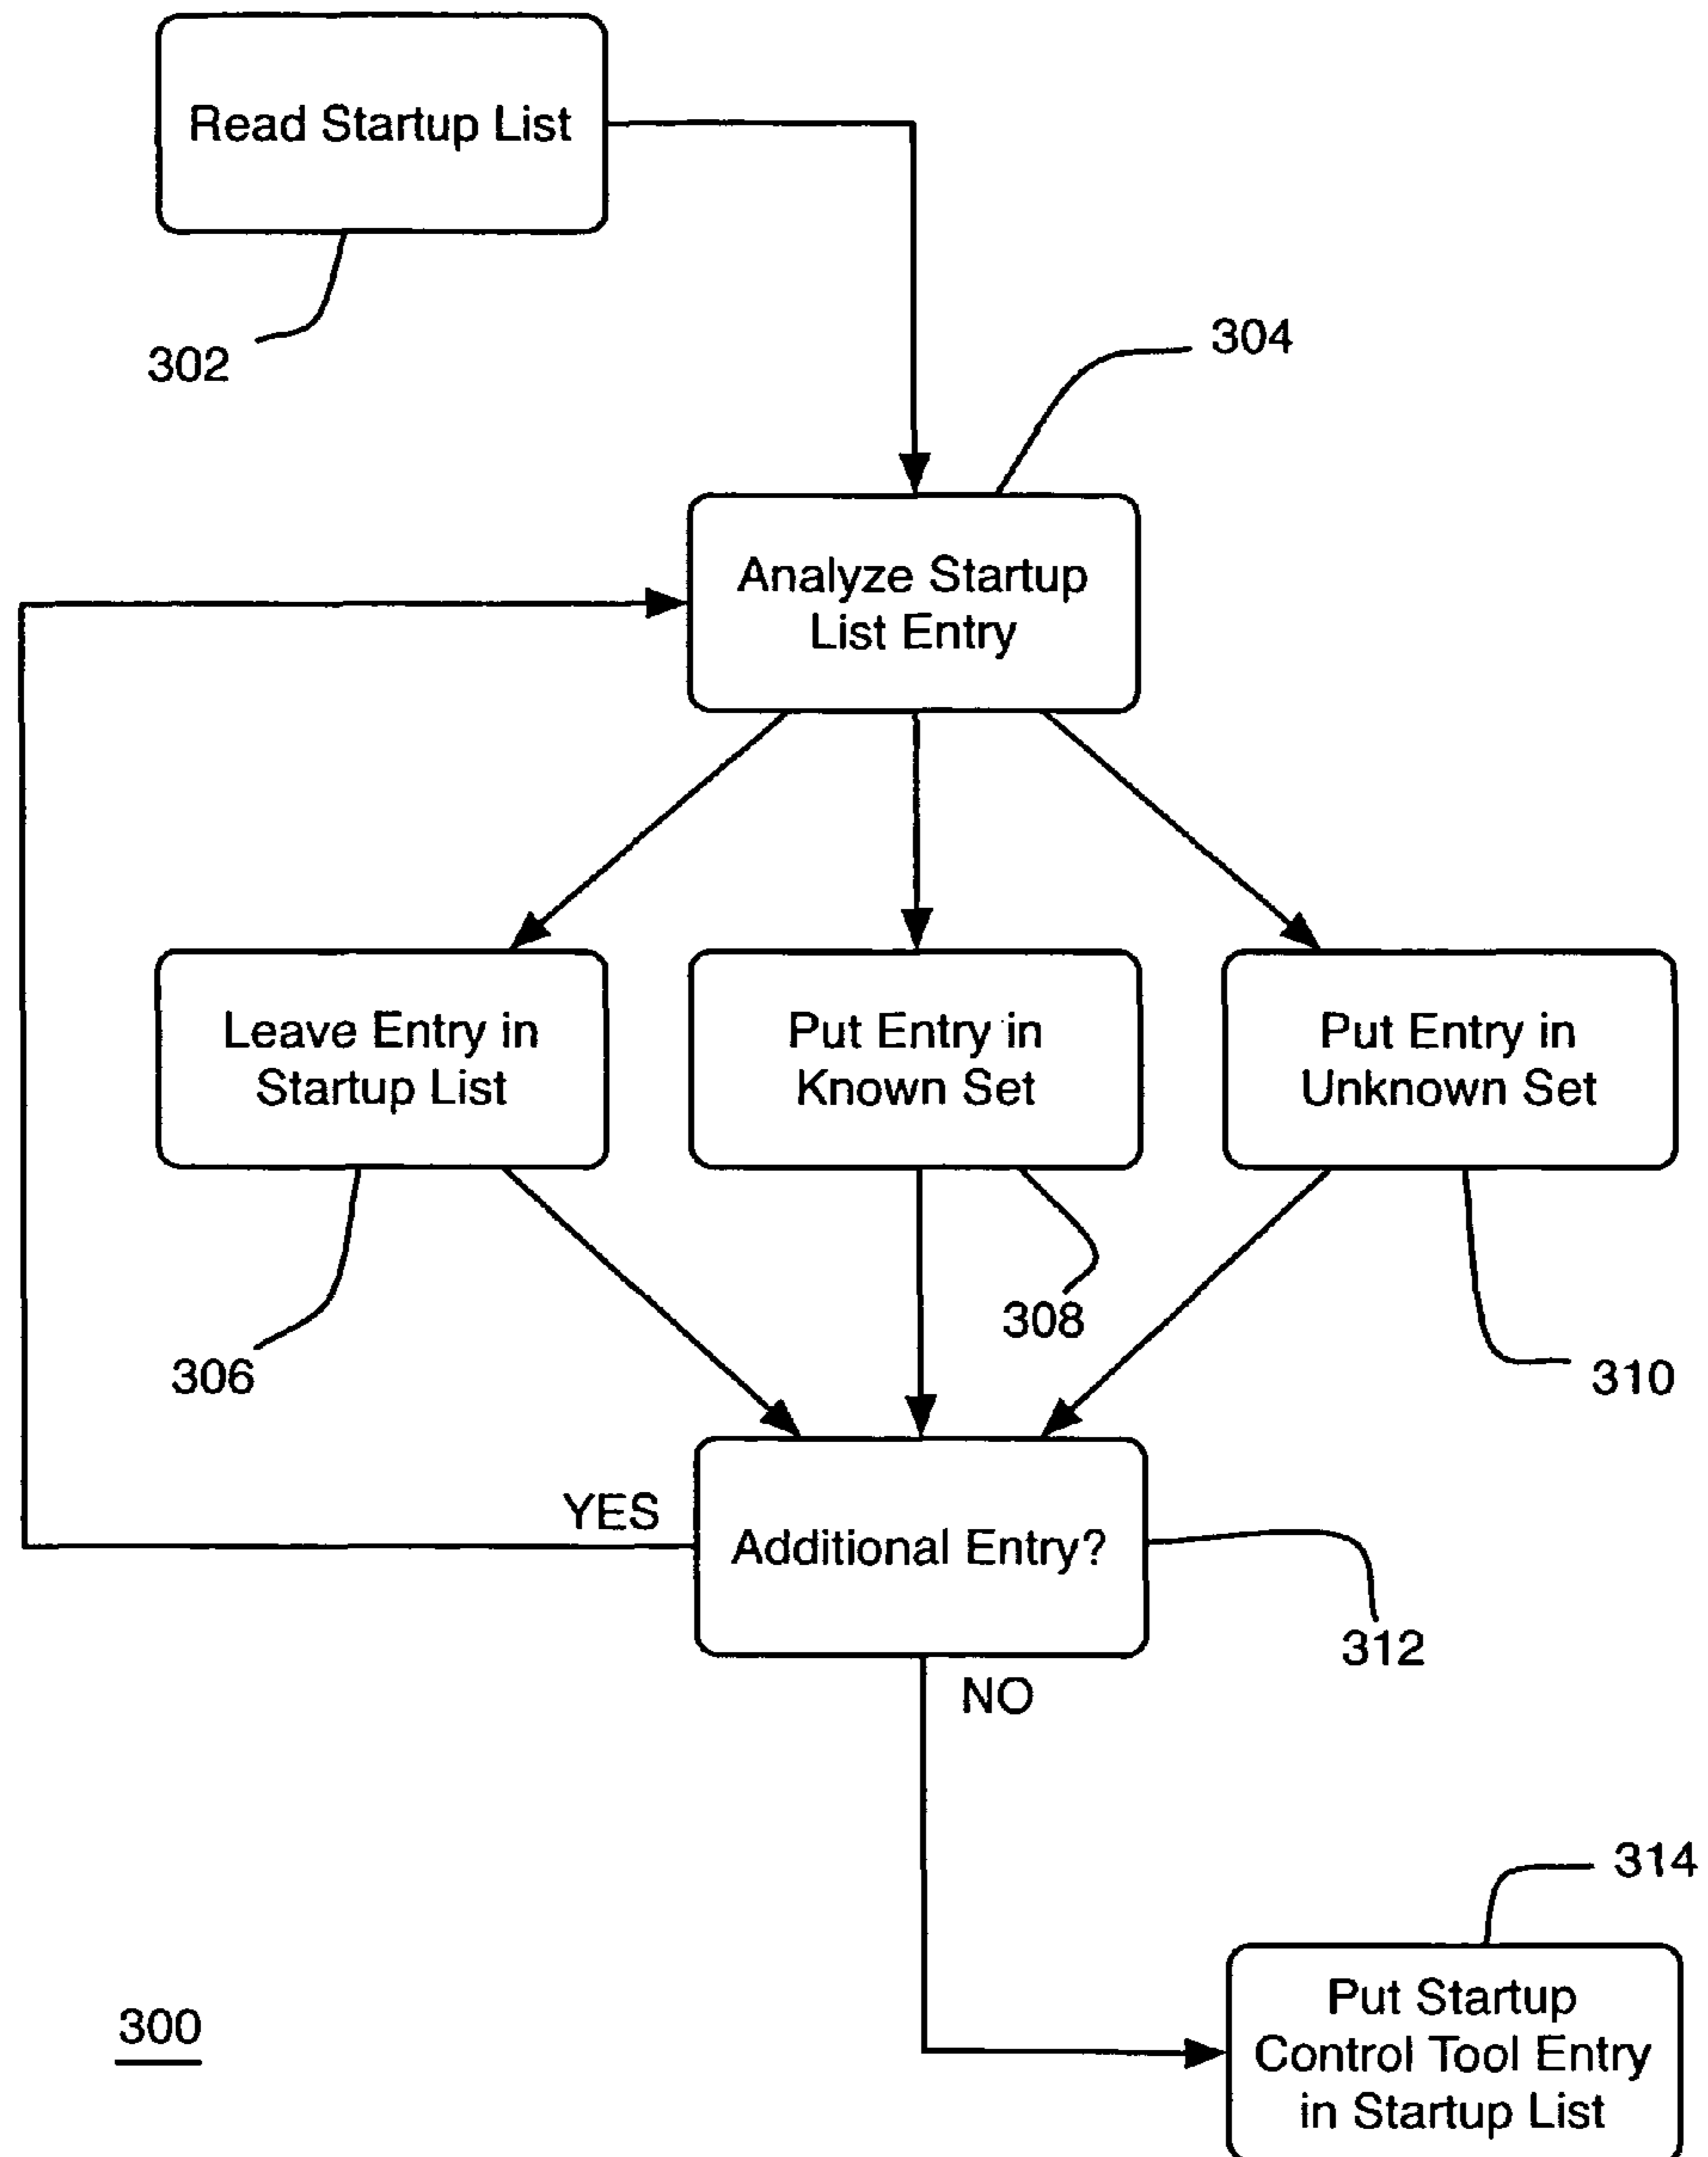 Read Startup List
302
304
Analyze Startup
List Entry
Leave Entry in
Startup List
Put Entry in
Known Set
Put Entry in
Unknown Set
306
308
310
YES
Additional Entry?
312
NO
314
Put Startup
Control Tool Entry
in Startup List
300